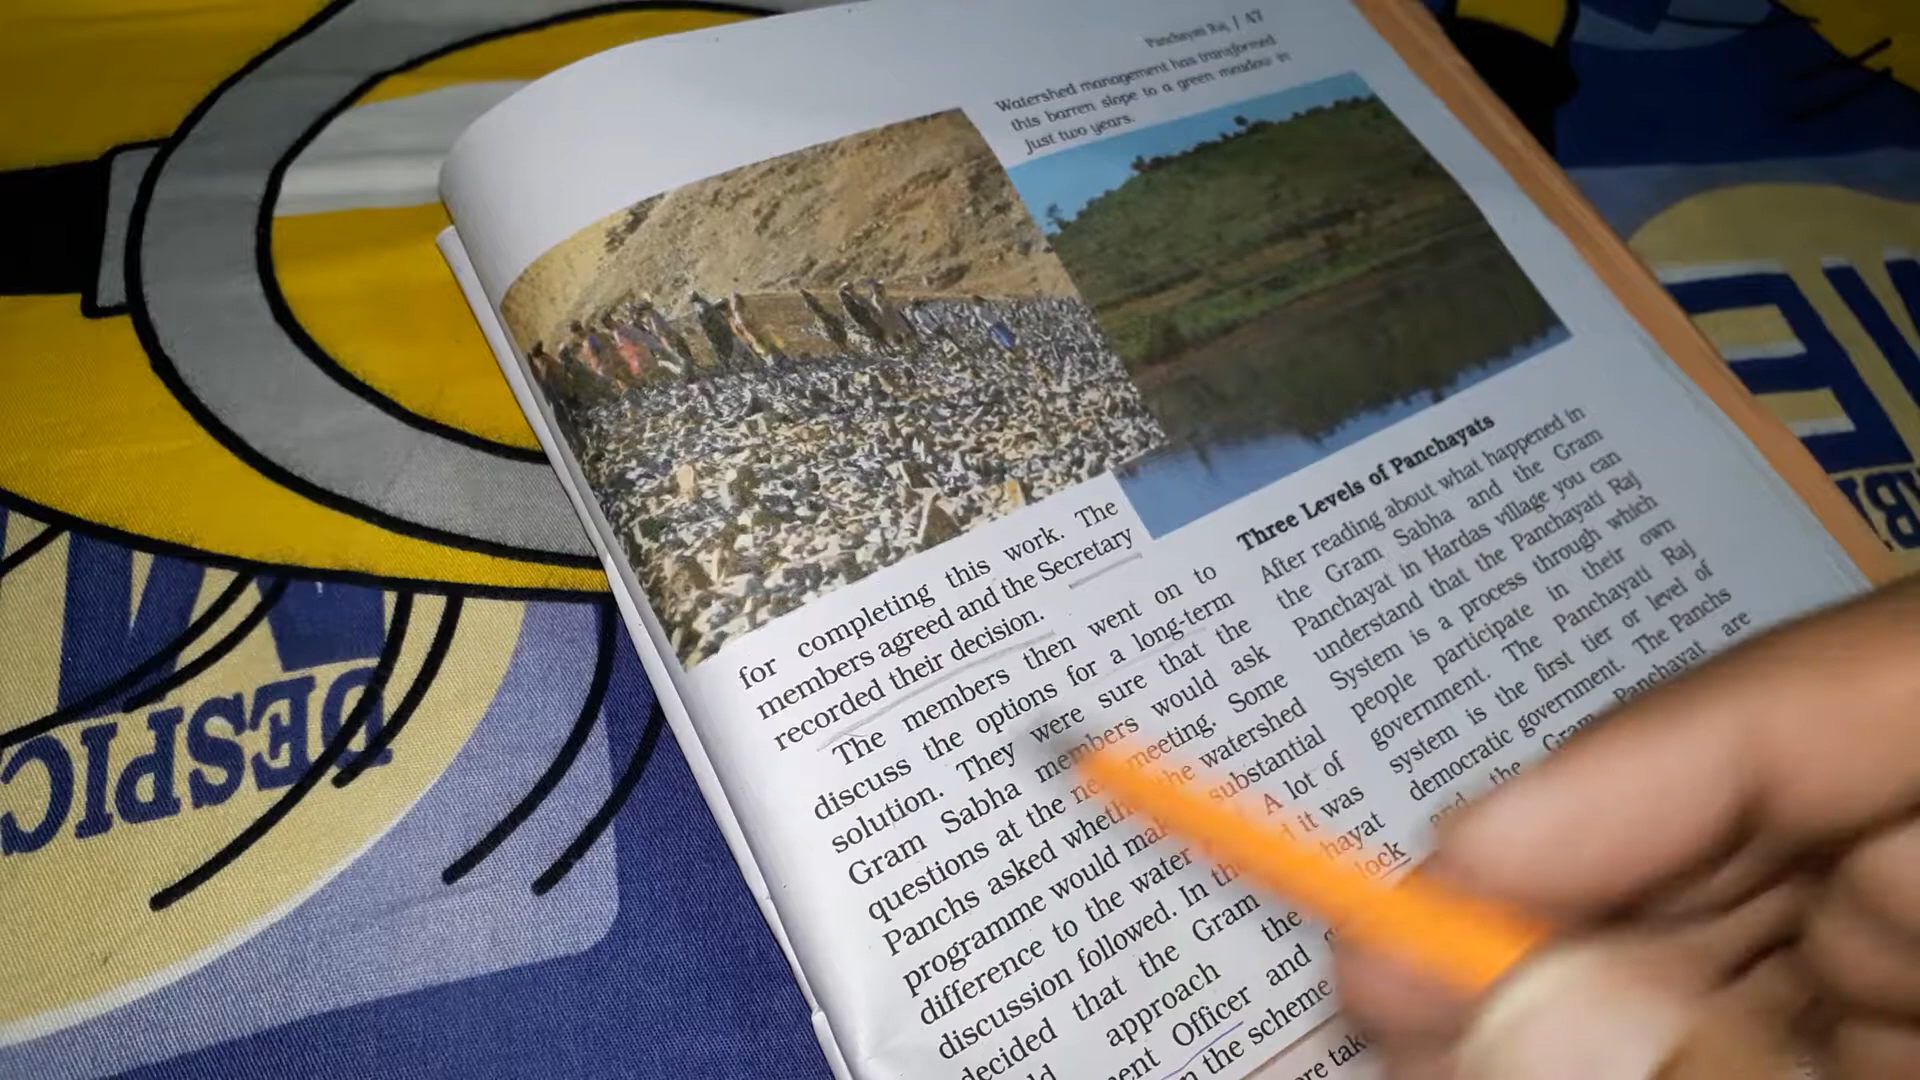 Panchayati Raj / 47
Watershed management has transformed
this barren slope to a green meadow in
just two years.
for completing this work. The
members agreed and the Secretary
recorded their decision.
The members then went on to
discuss the options for a long-term
solution. They were sure that the
Gram Sabha members would ask
questions at the meeting. Some
Panchs asked the watershed
programme would substantial
difference to the water A lot of
discussion followed. In it was
decided that the Gram
approach the lock
Officer and
the scheme
Three Levels of Panchayats
After reading about what happened in
the Gram Sabha and the Gram
Panchayat in Hardas village you can
understand that the Panchayati Raj
System is a process through which
people participate in their own
government. The Panchayati Raj
system is the first tier or level of
democratic government. The Panchs
and the Gram Panchayat are
DESPIC
ME